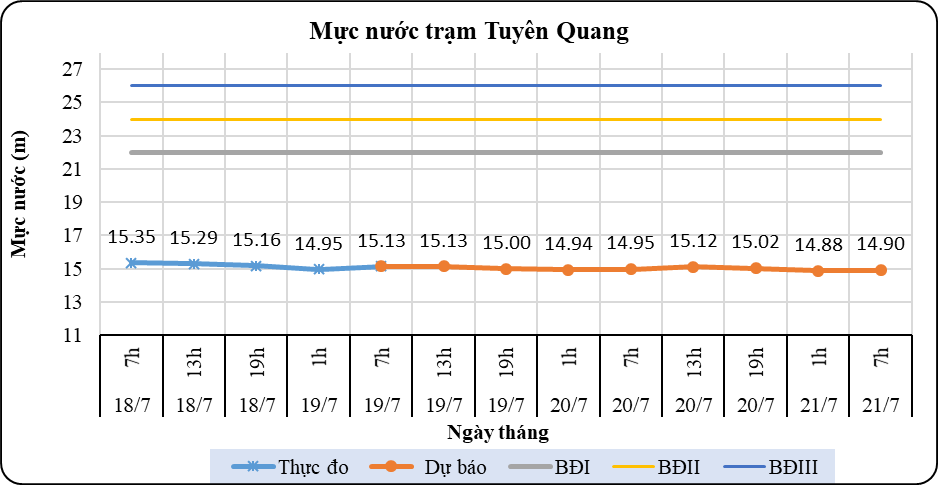 Mực nước trạm Tuyên Quang
Mực nước (m)
27
25
23
21
19
17
15
13
11
15.35 15.29 15.16 14.95 15.13 15.13 15.00 14.94 14.95 15.12 15.02 14.88 14.90
7h 13h 19h 1h 7h 13h 19h 1h 7h 13h 19h 1h 7h
18/7 18/7 18/7 19/7 19/7 19/7 19/7 20/7 20/7 20/7 20/7 21/7 21/7
Ngày tháng
Thực đo Dự báo BĐI BĐII BĐIII